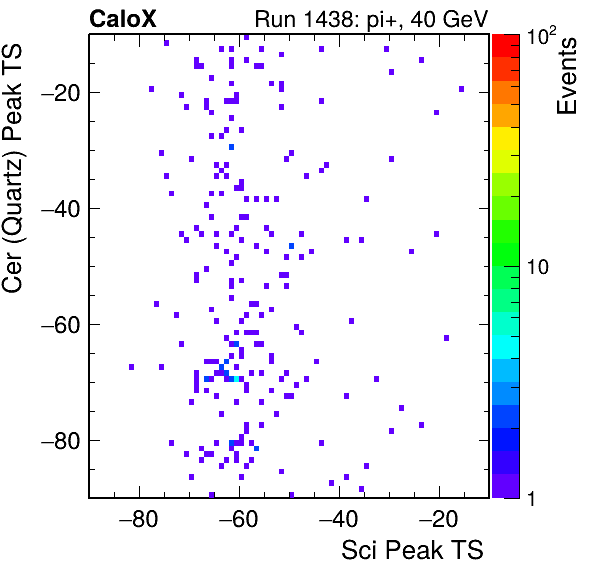 CaloX Run 1438: pi+, 40 GeV
Cer (Quartz) Peak TS
−20
−40
−60
−80
−80 −60 −40 −20
Sci Peak TS
10²
10
1
Events